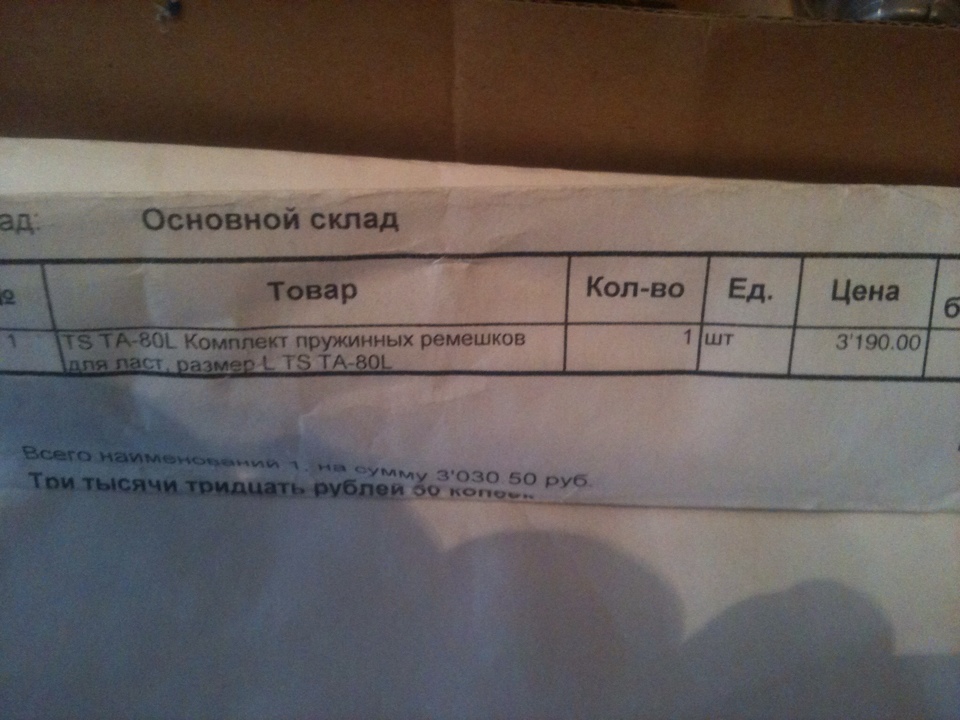 ад: Основной склад
№ Товар Кол-во Ед. Цена б
1 TS TA-80L Комплект пружинных ремешков 1 шт 3'190.00
для ласт, размер L TS TA-80L
Всего наименований 1, на сумму 3'030.50 руб.
Три тысячи тридцать рублей 50 копеек